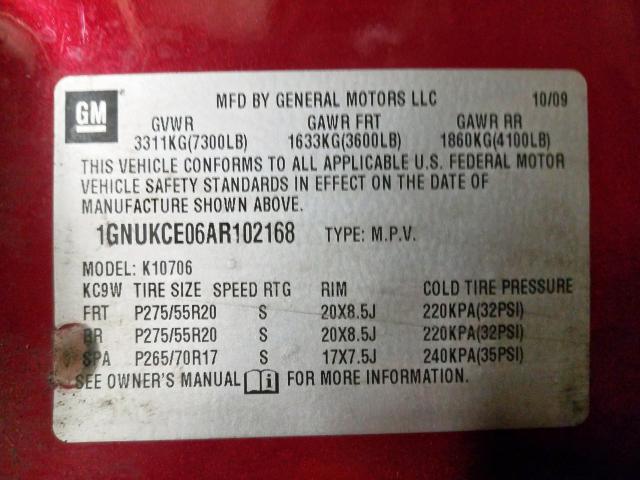 GM
MFD BY GENERAL MOTORS LLC 10/09
GVWR GAWR FRT GAWR RR
3311KG(7300LB) 1633KG(3600LB) 1860KG(4100LB)
THIS VEHICLE CONFORMS TO ALL APPLICABLE U.S. FEDERAL MOTOR
VEHICLE SAFETY STANDARDS IN EFFECT ON THE DATE OF
MANUFACTURE SHOWN ABOVE.
1GNUKCE06AR102168 TYPE: M.P.V.
MODEL: K10706
KC9W TIRE SIZE SPEED RTG RIM COLD TIRE PRESSURE
FRT P275/55R20 S 20X8.5J 220KPA(32PSI)
RR P275/55R20 S 20X8.5J 220KPA(32PSI)
SPA P265/70R17 S 17X7.5J 240KPA(35PSI)
SEE OWNER'S MANUAL i FOR MORE INFORMATION.